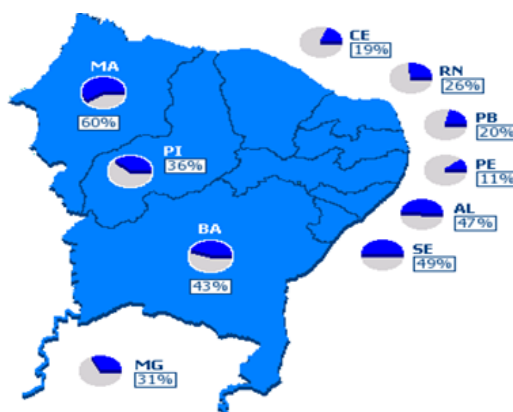 CE
19%
MA
60%
RN
26%
PB
20%
PI
36%
PE
11%
AL
47%
BA
43%
SE
49%
MG
31%